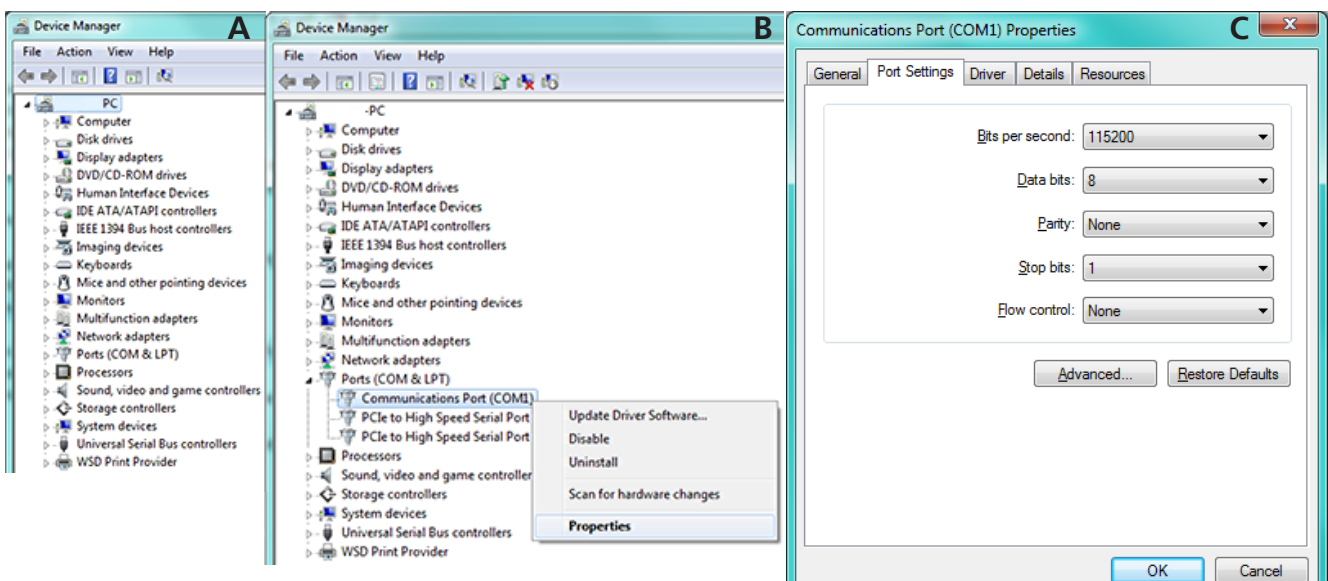 Device Manager
A
File Action View Help
PC
Computer
Disk drives
Display adapters
DVD/CD-ROM drives
Human Interface Devices
IDE ATA/ATAPI controllers
IEEE 1394 Bus host controllers
Imaging devices
Keyboards
Mice and other pointing devices
Monitors
Multifunction adapters
Network adapters
Ports (COM & LPT)
Processors
Sound, video and game controllers
Storage controllers
System devices
Universal Serial Bus controllers
WSD Print Provider
Device Manager
B
File Action View Help
-PC
Computer
Disk drives
Display adapters
DVD/CD-ROM drives
Human Interface Devices
IDE ATA/ATAPI controllers
IEEE 1394 Bus host controllers
Imaging devices
Keyboards
Mice and other pointing devices
Monitors
Multifunction adapters
Network adapters
Ports (COM & LPT)
Communications Port (COM1)
PCIe to High Speed Serial Port
PCIe to High Speed Serial Port
Processors
Sound, video and game controller
Storage controllers
System devices
Universal Serial Bus controllers
WSD Print Provider
Update Driver Software...
Disable
Uninstall
Scan for hardware changes
Properties
Communications Port (COM1) Properties
C
General Port Settings Driver Details Resources
Bits per second: 115200
Data bits: 8
Parity: None
Stop bits: 1
Flow control: None
Advanced... Restore Defaults
OK Cancel